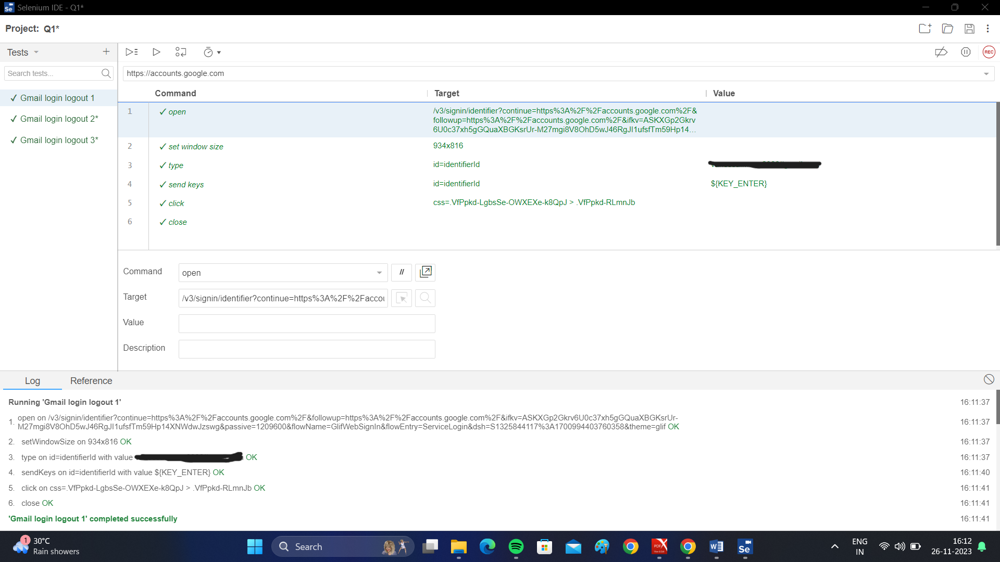 Selenium IDE - Q1*
Project: Q1*
Tests
Search tests...
✓ Gmail login logout 1
✓ Gmail login logout 2*
✓ Gmail login logout 3*
REC
https://accounts.google.com
Command Target Value
1 ✓ open /v3/signin/identifier?continue=https%3A%2F%2Faccounts.google.com%2F&
followup=https%3A%2F%2Faccounts.google.com%2F&ifkv=ASKXGp2Gkrv
6U0c37xh5gGQuaXBGKsrUr-M27mgi8V8OhD5wJ46RgJI1ufsfTm59Hp14...
2 ✓ set window size 934x816
3 ✓ type id=identifierId
4 ✓ send keys id=identifierId ${KEY_ENTER}
5 ✓ click css=.VfPpkd-LgbsSe-OWXEXe-k8QpJ > .VfPpkd-RLmnJb
6 ✓ close
Command open //
Target /v3/signin/identifier?continue=https%3A%2F%2Faccou
Value
Description
Log Reference
Running 'Gmail login logout 1' 16:11:37
1. open on /v3/signin/identifier?continue=https%3A%2F%2Faccounts.google.com%2F&followup=https%3A%2F%2Faccounts.google.com%2F&ifkv=ASKXGp2Gkrv6U0c37xh5gGQuaXBGKsrUr-
M27mgi8V8OhD5wJ46RgJI1ufsfTm59Hp14XNWdwJzswg&passive=1209600&flowName=GlifWebSignIn&flowEntry=ServiceLogin&dsh=S1325844117%3A1700994403760358&theme=glif OK 16:11:37
2. setWindowSize on 934x816 OK 16:11:37
3. type on id=identifierId with value OK 16:11:37
4. sendKeys on id=identifierId with value ${KEY_ENTER} OK 16:11:40
5. click on css=.VfPpkd-LgbsSe-OWXEXe-k8QpJ > .VfPpkd-RLmnJb OK 16:11:41
6. close OK 16:11:41
'Gmail login logout 1' completed successfully 16:11:41
1
30°C
Rain showers
Search
PDF
W
Se
ENG
IN
16:12
26-11-2023